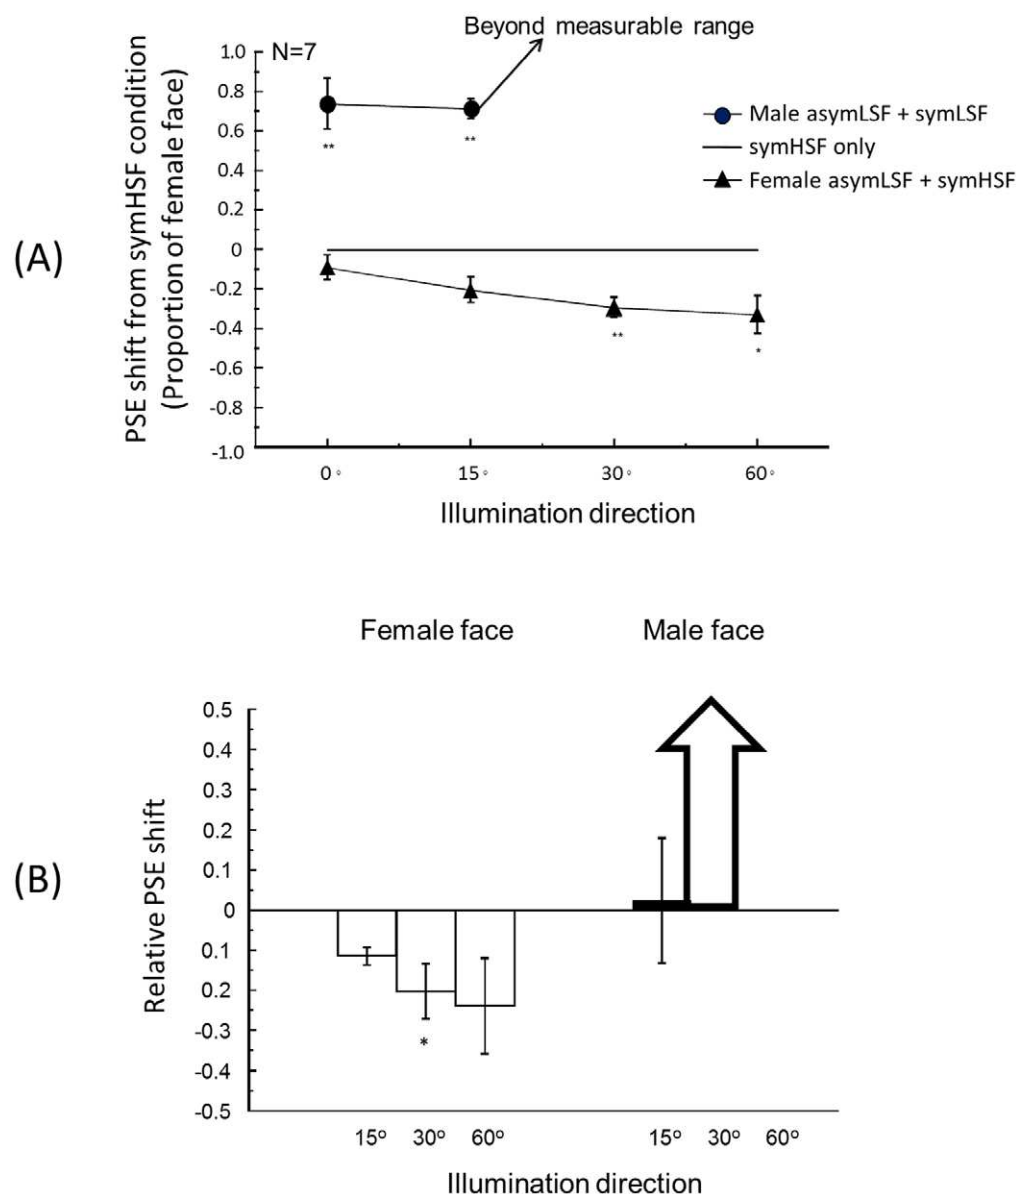 Beyond measurable range
N=7
(A)
PSE shift from symHSF condition
(Proportion of female face)
1.0
0.8
0.6
0.4
0.2
0
-0.2
-0.4
-0.6
-0.8
-1.0
**
**
**
*
Male asymLSF + symLSF
symHSF only
Female asymLSF + symHSF
0° 15° 30° 60°
Illumination direction
Female face Male face
(B)
Relative PSE shift
0.5
0.4
0.3
0.2
0.1
0
0.1
0.2
-0.3
-0.4
-0.5
*
15° 30° 60° 15° 30° 60°
Illumination direction